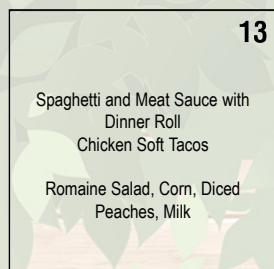 13
Spaghetti and Meat Sauce with
Dinner Roll
Chicken Soft Tacos
Romaine Salad, Corn, Diced
Peaches, Milk